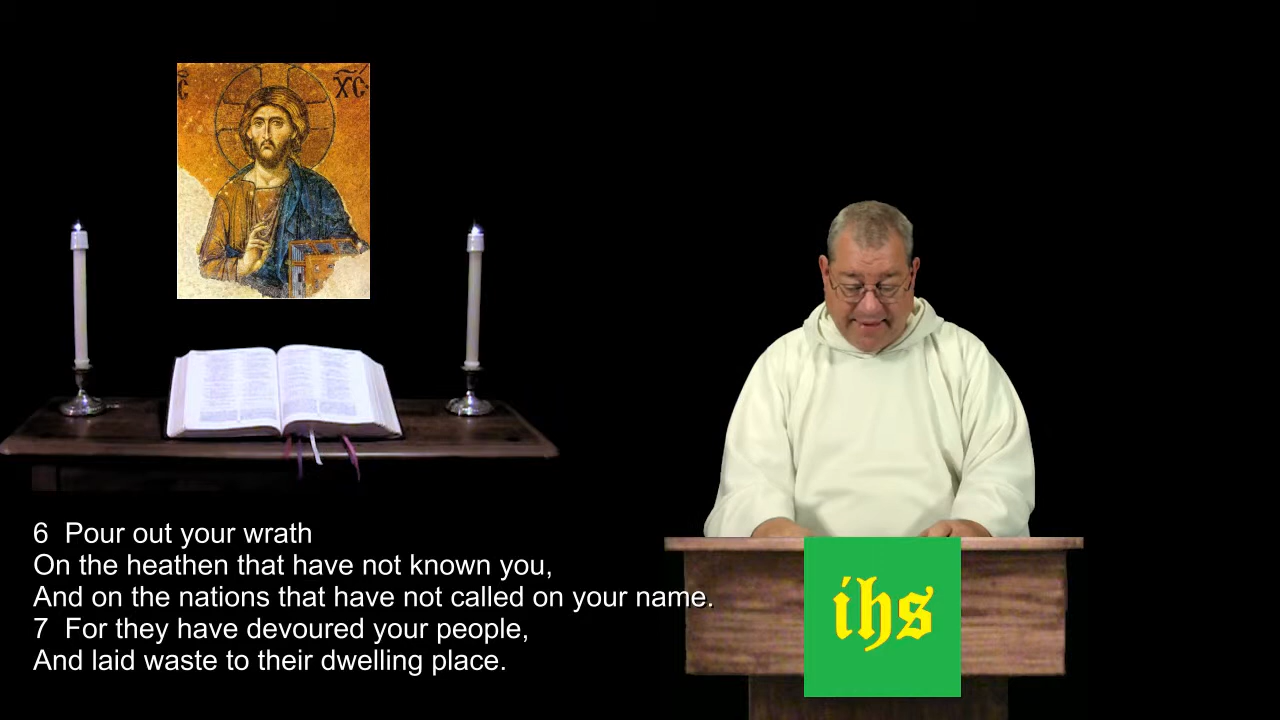 C XC
6 Pour out your wrath
On the heathen that have not known you,
And on the nations that have not called on your name.
7 For they have devoured your people,
And laid waste to their dwelling place.
ihs